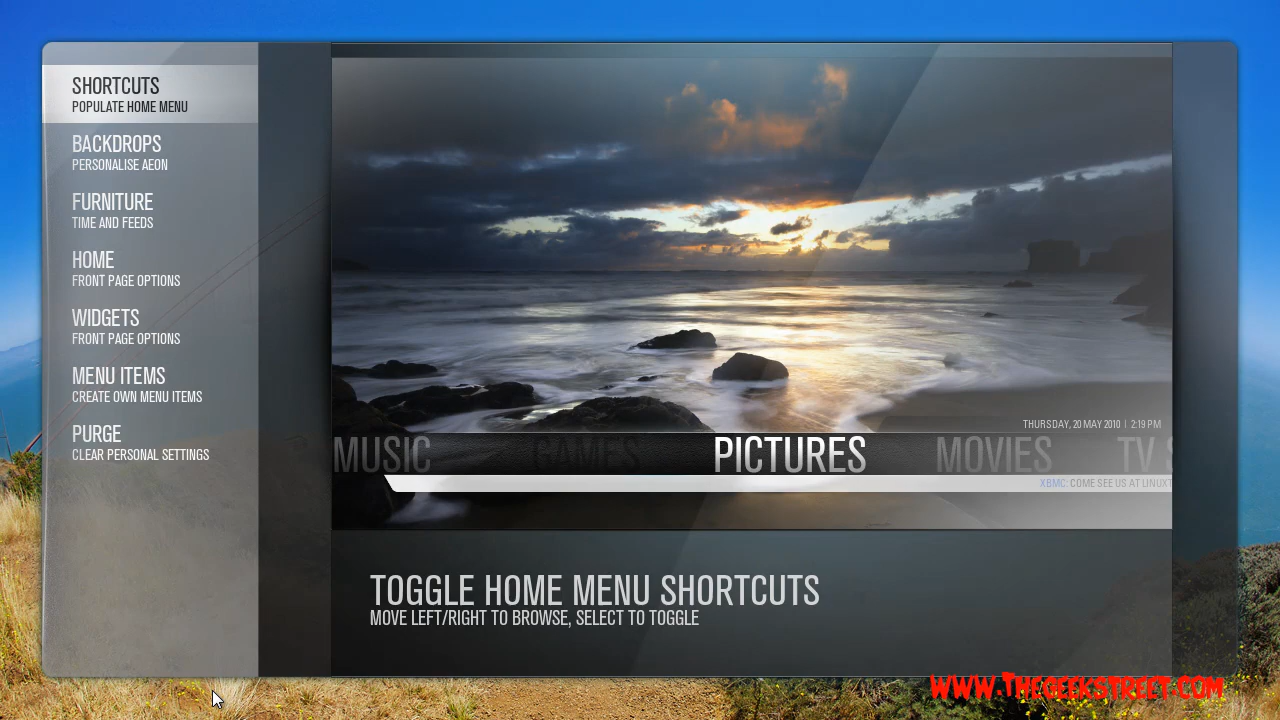 SHORTCUTS
POPULATE HOME MENU
BACKDROPS
PERSONALISE AEON
FURNITURE
TIME AND FEEDS
HOME
FRONT PAGE OPTIONS
WIDGETS
FRONT PAGE OPTIONS
MENU ITEMS
CREATE OWN MENU ITEMS
PURGE
CLEAR PERSONAL SETTINGS
THURSDAY, 20 MAY 2010 | 2:19 PM
MUSIC GAMES PICTURES MOVIES TV S
XBMC: COME SEE US AT LINUXT
TOGGLE HOME MENU SHORTCUTS
MOVE LEFT/RIGHT TO BROWSE, SELECT TO TOGGLE
www.Thegeekstreet.com